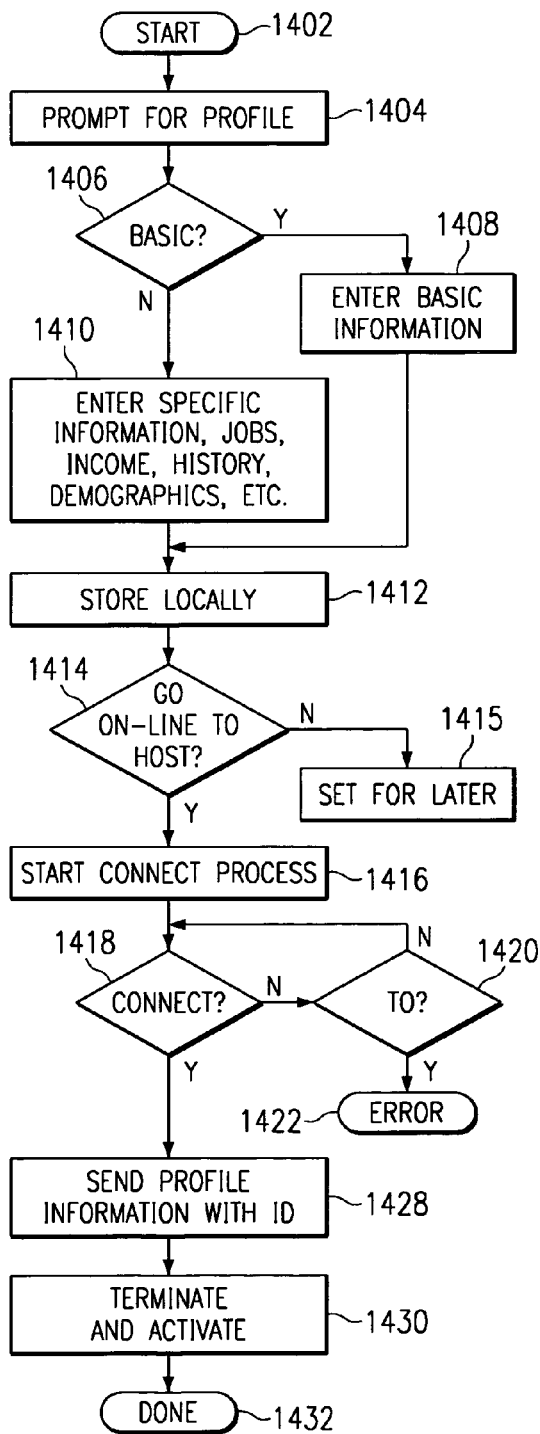 START
1402
PROMPT FOR PROFILE
1404
1406
BASIC?
Y
N
1408
ENTER BASIC
INFORMATION
1410
ENTER SPECIFIC
INFORMATION, JOBS,
INCOME, HISTORY,
DEMOGRAPHICS, ETC.
STORE LOCALLY
1412
1414
GO
ON-LINE TO
HOST?
N
Y
1415
SET FOR LATER
START CONNECT PROCESS
1416
1418
CONNECT?
N
Y
N
1420
TO?
Y
1422
ERROR
SEND PROFILE
INFORMATION WITH ID
1428
TERMINATE
AND ACTIVATE
1430
DONE
1432